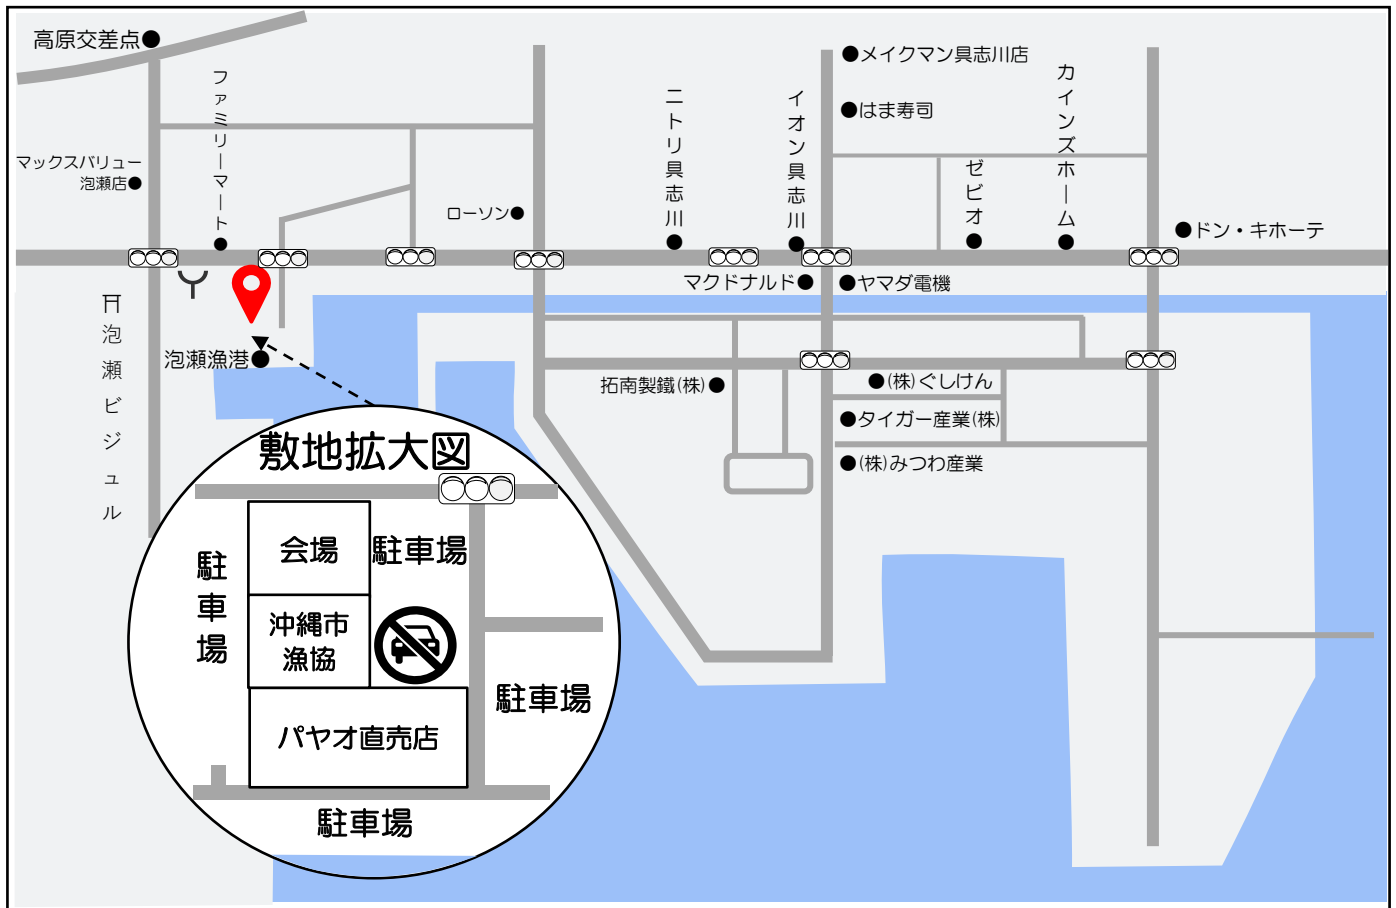 高原交差点
ファミリーマート
マックスバリュー
泡瀬店
ローソン
ニトリ具志川
イオン具志川
メイクマン具志川店
はま寿司
カインズホーム
ゼビオ
ドン・キホーテ
マクドナルド
ヤマダ電機
泡瀬ビジュル
泡瀬漁港
拓南製鐵(株)
(株)ぐしけん
タイガー産業(株)
(株)みつわ産業
敷地拡大図
会場
駐車場
駐車場
沖縄市
漁協
駐車場
パヤオ直売店
駐車場